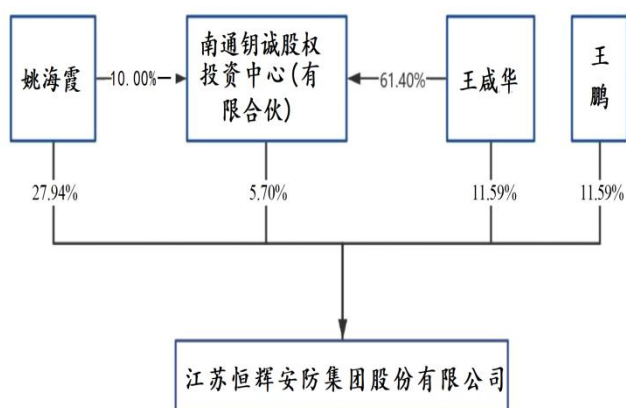 姚海霞
10.00%
南通钥诚股权
投资中心(有
限合伙)
61.40%
王咸华
王
鹏
27.94%
5.70%
11.59%
11.59%
江苏恒辉安防集团股份有限公司